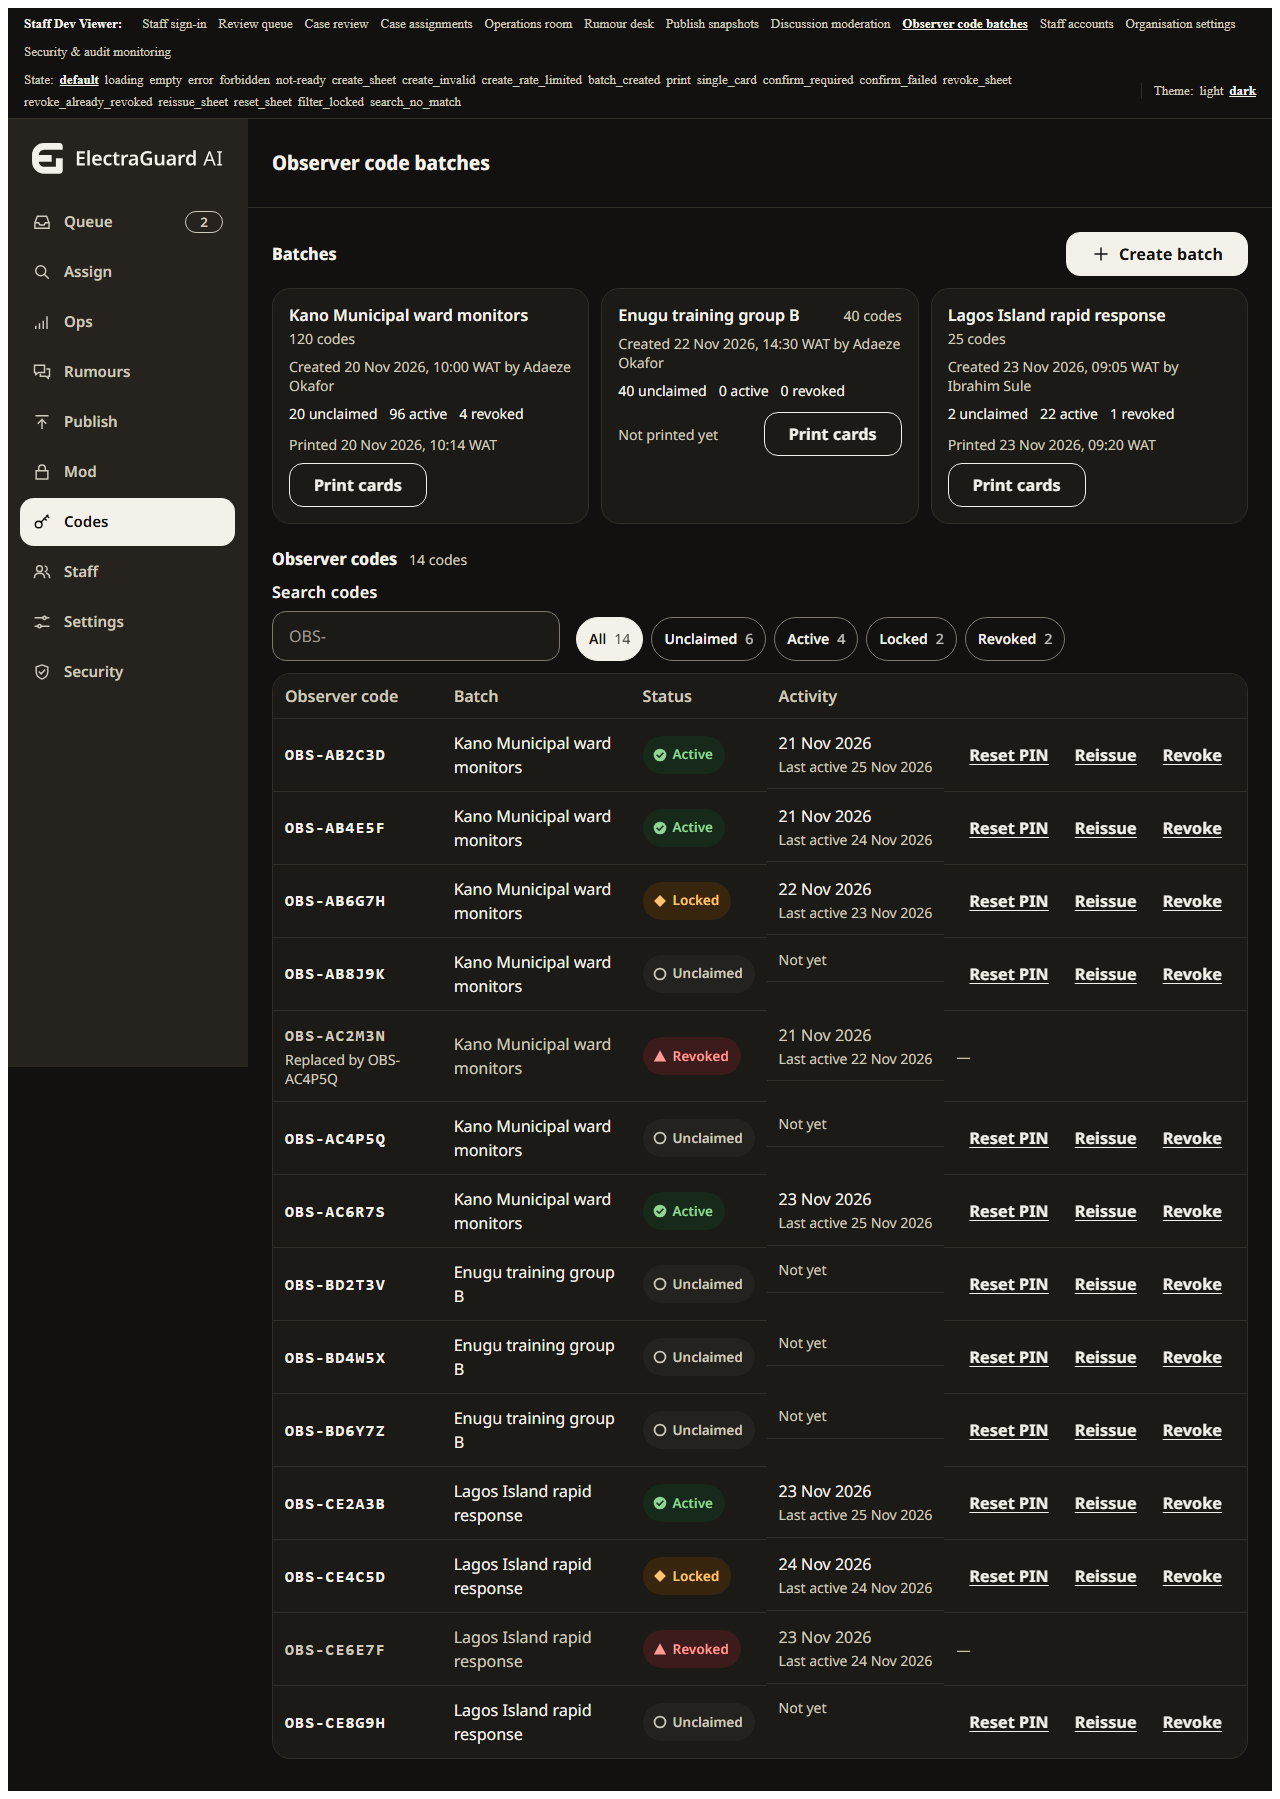 Staff Dev Viewer: Staff sign-in Review queue Case review Case assignments Operations room Rumour desk Publish snapshots Discussion moderation Observer code batches Staff accounts Organisation settings
Security & audit monitoring
State: default loading empty error forbidden not-ready create_sheet create_invalid create_rate_limited batch_created print single_card confirm_required confirm_failed revoke_sheet
revoke_already_revoked reissue_sheet reset_sheet filter_locked search_no_match
Theme: light dark
ElectraGuard AI
Queue 2
Assign
Ops
Rumours
Publish
Mod
Codes
Staff
Settings
Security
Observer code batches
Batches
Create batch
Kano Municipal ward monitors
120 codes
Created 20 Nov 2026, 10:00 WAT by Adaeze
Okafor
20 unclaimed 96 active 4 revoked
Printed 20 Nov 2026, 10:14 WAT
Print cards
Enugu training group B 40 codes
Created 22 Nov 2026, 14:30 WAT by Adaeze
Okafor
40 unclaimed 0 active 0 revoked
Not printed yet Print cards
Lagos Island rapid response
25 codes
Created 23 Nov 2026, 09:05 WAT by
Ibrahim Sule
2 unclaimed 22 active 1 revoked
Printed 23 Nov 2026, 09:20 WAT
Print cards
Observer codes 14 codes
Search codes
OBS-
All 14 Unclaimed 6 Active 4 Locked 2 Revoked 2
Observer code Batch Status Activity
OBS-AB2C3D Kano Municipal ward monitors Active 21 Nov 2026 Last active 25 Nov 2026 Reset PIN Reissue Revoke
OBS-AB4E5F Kano Municipal ward monitors Active 21 Nov 2026 Last active 24 Nov 2026 Reset PIN Reissue Revoke
OBS-AB6G7H Kano Municipal ward monitors Locked 22 Nov 2026 Last active 23 Nov 2026 Reset PIN Reissue Revoke
OBS-AB8J9K Kano Municipal ward monitors Unclaimed Not yet Reset PIN Reissue Revoke
OBS-AC2M3N Replaced by OBS-AC4P5Q Kano Municipal ward monitors Revoked 21 Nov 2026 Last active 22 Nov 2026 —
OBS-AC4P5Q Kano Municipal ward monitors Unclaimed Not yet Reset PIN Reissue Revoke
OBS-AC6R7S Kano Municipal ward monitors Active 23 Nov 2026 Last active 25 Nov 2026 Reset PIN Reissue Revoke
OBS-BD2T3V Enugu training group B Unclaimed Not yet Reset PIN Reissue Revoke
OBS-BD4W5X Enugu training group B Unclaimed Not yet Reset PIN Reissue Revoke
OBS-BD6Y7Z Enugu training group B Unclaimed Not yet Reset PIN Reissue Revoke
OBS-CE2A3B Lagos Island rapid response Active 23 Nov 2026 Last active 25 Nov 2026 Reset PIN Reissue Revoke
OBS-CE4C5D Lagos Island rapid response Locked 24 Nov 2026 Last active 24 Nov 2026 Reset PIN Reissue Revoke
OBS-CE6E7F Lagos Island rapid response Revoked 23 Nov 2026 Last active 24 Nov 2026 —
OBS-CE8G9H Lagos Island rapid response Unclaimed Not yet Reset PIN Reissue Revoke